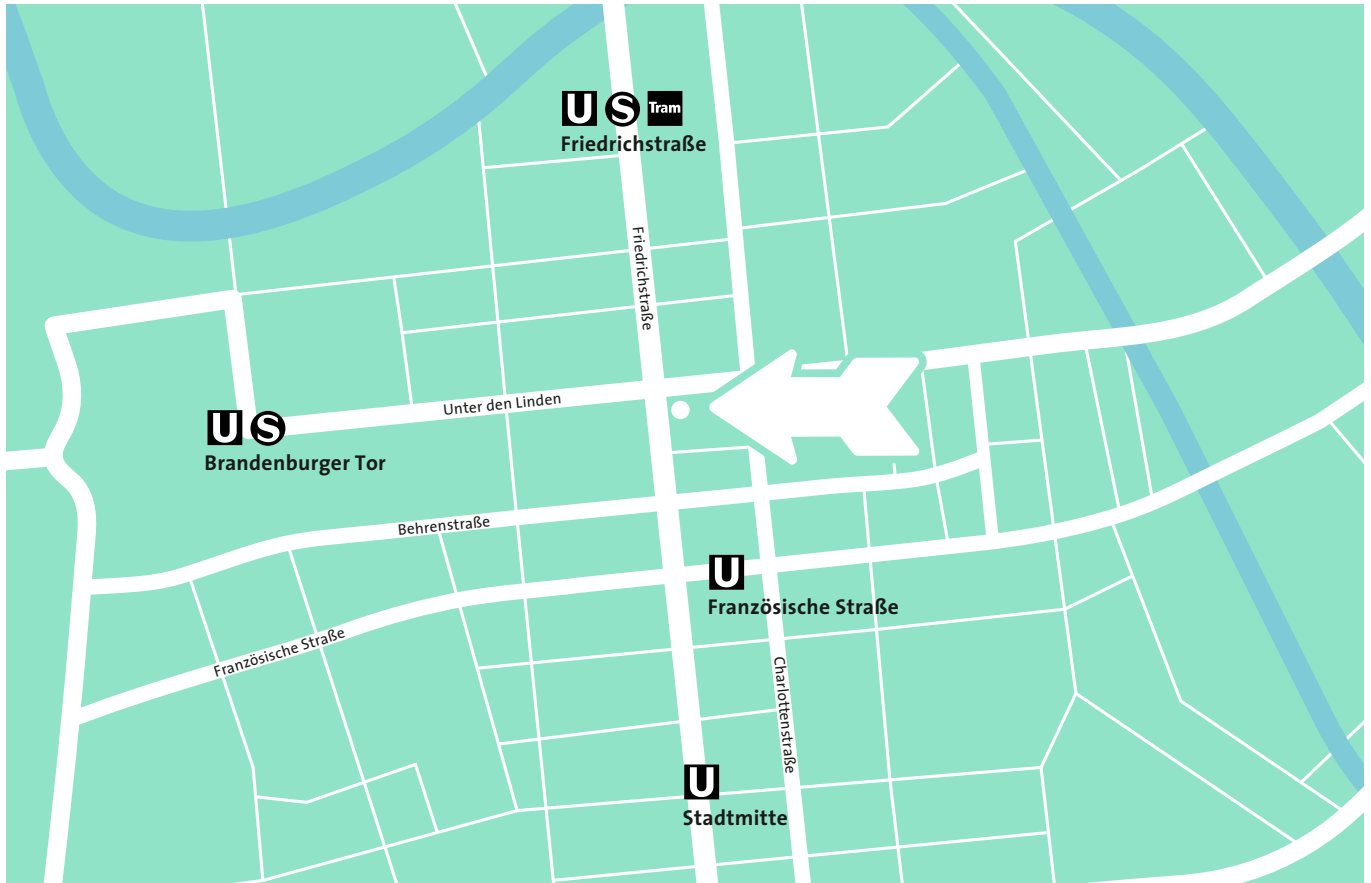 U S Tram
Friedrichstraße
Friedrichstraße
Unter den Linden
U S
Brandenburger Tor
Behrenstraße
U
Französische Straße
Französische Straße
Charlottenstraße
U
Stadtmitte